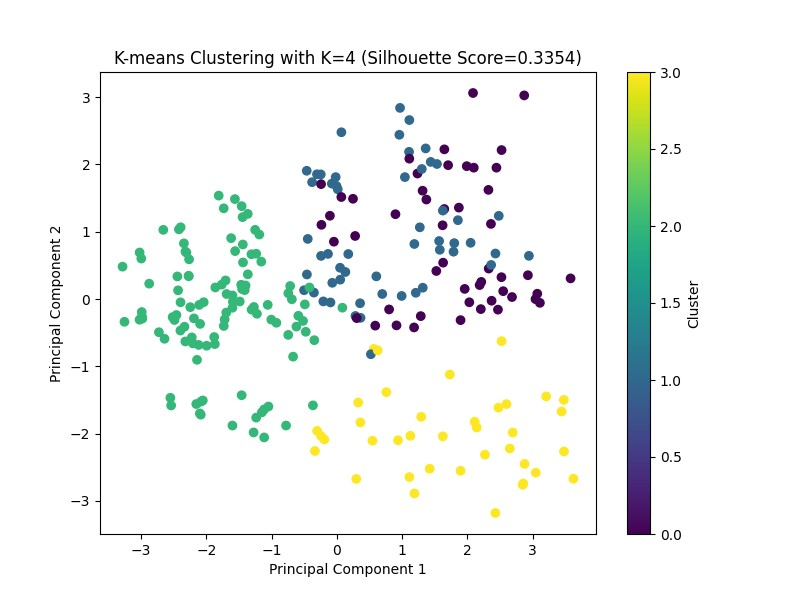 K-means Clustering with K=4 (Silhouette Score=0.3354)
3
2
1
0
−1
−2
−3
Principal Component 2
−3 −2 −1 0 1 2 3
Principal Component 1
3.0
2.5
2.0
1.5
1.0
0.5
0.0
Cluster